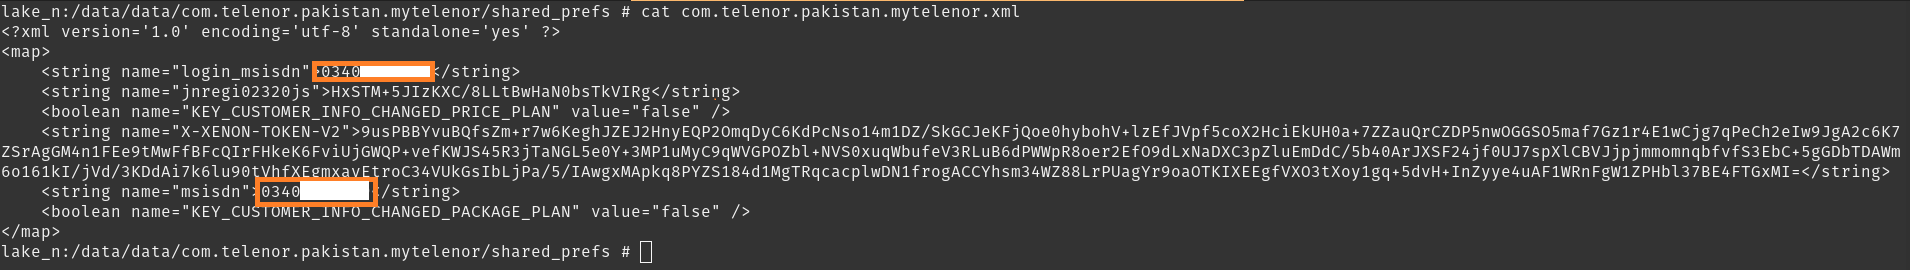 lake_n:/data/data/com.telenor.pakistan.mytelenor/shared_prefs # cat com.telenor.pakistan.mytelenor.xml
<?xml version='1.0' encoding='utf-8' standalone='yes' ?>
<map>
    <string name="login_msisdn">0340</string>
    <string name="jnregi02320js">HxSTM+5JIzKXC/8LLtBwHaN0bsTkVIRg</string>
    <boolean name="KEY_CUSTOMER_INFO_CHANGED_PRICE_PLAN" value="false" />
    <string name="X-XENON-TOKEN-V2">9usPBBYvuBQfsZm+r7w6KeghJZEJ2HnyEQP2OmqDyC6KdPcNso14m1DZ/SkGCJeKFjQoe0hybohV+lzEfJVpf5coX2HciEkUH0a+7ZZauQrCZDP5nwOGGSO5maf7Gz1r4E1wCjg7qPeCh2eIw9JgA2c6K7
ZSrAgGM4n1FEe9tMwFfBFcQIrFHkeK6FviUjGWQP+vefKWJS45R3jTaNGL5e0Y+3MP1uMyC9qWVGPOZbl+NVS0xuqWbufeV3RLuB6dPWWpR8oer2EfO9dLxNaDXC3pZluEmDdC/5b40ArJXSF24jf0UJ7spXlCBVJjpjmmomnqbfvfS3EbC+5gGDbTDAWm
6o161kI/jVd/3KDdAi7k6lu90tVhfXEgmxavEtroC34VUkGsIbLjPa/5/IAwgxMApkq8PYZS184d1MgTRqcacplwDN1frogACCYhsm34WZ88LrPUagYr9oaOTKIXEEgfVXO3tXoy1gq+5dvH+InZyye4uAF1WRnFgW1ZPHbl37BE4FTGxMI=</string>
    <string name="msisdn">0340</string>
    <boolean name="KEY_CUSTOMER_INFO_CHANGED_PACKAGE_PLAN" value="false" />
</map>
lake_n:/data/data/com.telenor.pakistan.mytelenor/shared_prefs #